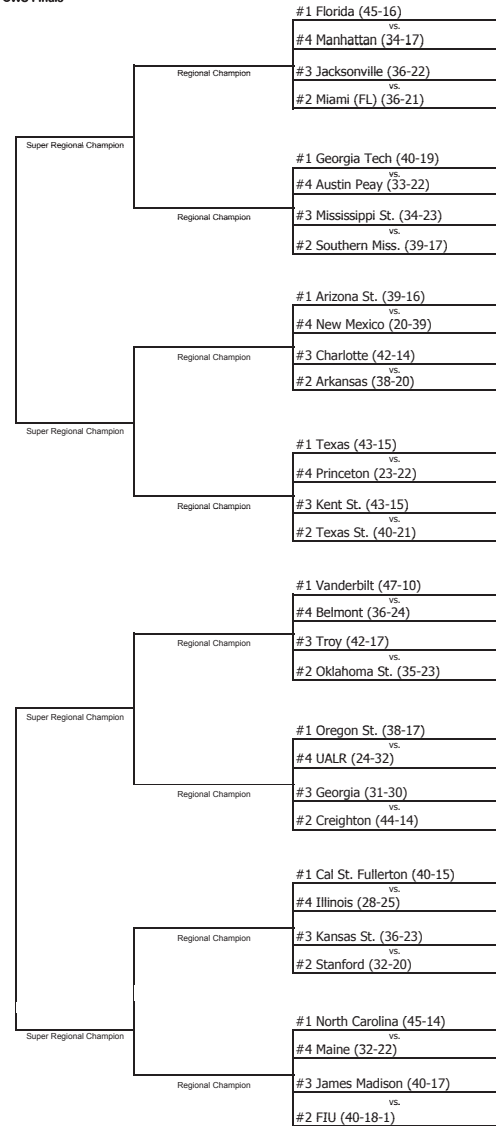 CWS Finals
#1 Florida (45-16)
vs.
#4 Manhattan (34-17)
Regional Champion
#3 Jacksonville (36-22)
vs.
#2 Miami (FL) (36-21)
Super Regional Champion
#1 Georgia Tech (40-19)
vs.
#4 Austin Peay (33-22)
Regional Champion
#3 Mississippi St. (34-23)
vs.
#2 Southern Miss. (39-17)
#1 Arizona St. (39-16)
vs.
#4 New Mexico (20-39)
Regional Champion
#3 Charlotte (42-14)
vs.
#2 Arkansas (38-20)
Super Regional Champion
#1 Texas (43-15)
vs.
#4 Princeton (23-22)
Regional Champion
#3 Kent St. (43-15)
vs.
#2 Texas St. (40-21)
#1 Vanderbilt (47-10)
vs.
#4 Belmont (36-24)
Regional Champion
#3 Troy (42-17)
vs.
#2 Oklahoma St. (35-23)
Super Regional Champion
#1 Oregon St. (38-17)
vs.
#4 UALR (24-32)
Regional Champion
#3 Georgia (31-30)
vs.
#2 Creighton (44-14)
#1 Cal St. Fullerton (40-15)
vs.
#4 Illinois (28-25)
Regional Champion
#3 Kansas St. (36-23)
vs.
#2 Stanford (32-20)
Super Regional Champion
#1 North Carolina (45-14)
vs.
#4 Maine (32-22)
Regional Champion
#3 James Madison (40-17)
vs.
#2 FIU (40-18-1)